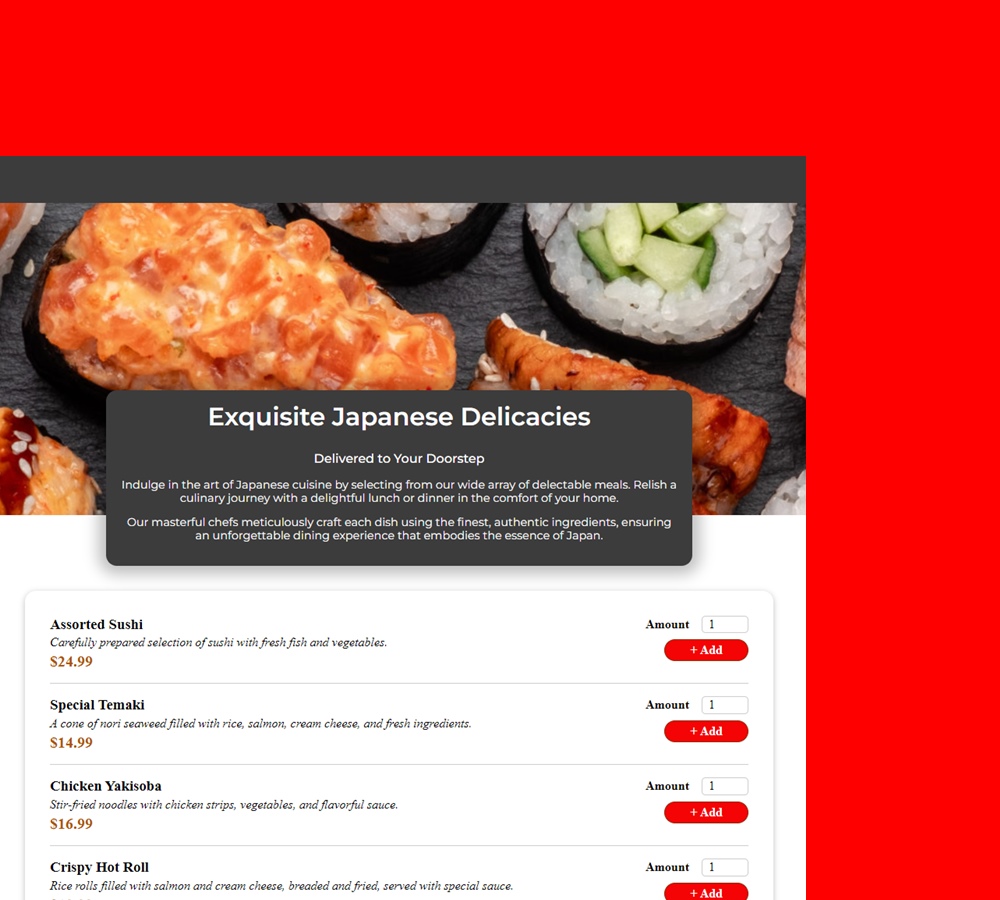 Exquisite Japanese Delicacies
Delivered to Your Doorstep
Indulge in the art of Japanese cuisine by selecting from our wide array of delectable meals. Relish a
culinary journey with a delightful lunch or dinner in the comfort of your home.
Our masterful chefs meticulously craft each dish using the finest, authentic ingredients, ensuring
an unforgettable dining experience that embodies the essence of Japan.
Assorted Sushi
Amount 1
Carefully prepared selection of sushi with fresh fish and vegetables.
+ Add
$24.99
Special Temaki
Amount 1
A cone of nori seaweed filled with rice, salmon, cream cheese, and fresh ingredients.
+ Add
$14.99
Chicken Yakisoba
Amount 1
Stir-fried noodles with chicken strips, vegetables, and flavorful sauce.
+ Add
$16.99
Crispy Hot Roll
Amount 1
Rice rolls filled with salmon and cream cheese, breaded and fried, served with special sauce.
+ Add